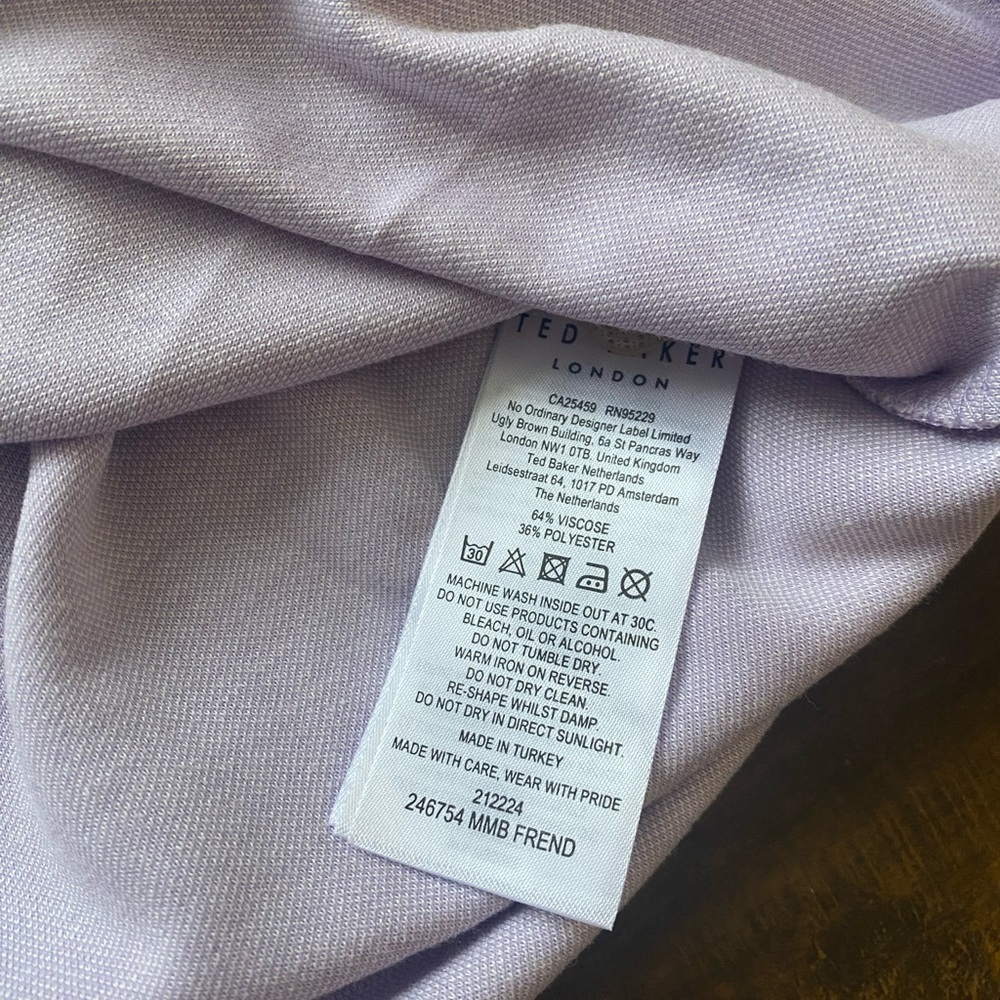 TED
LONDON
CA25459 RN95229
No Ordinary Designer Label Limited
Ugly Brown Building, 6a St Pancras Way
London NW1 0TB. United Kingdom
Ted Baker Netherlands
Leidsestraat 64, 1017 PD Amsterdam
The Netherlands
64% VISCOSE
36% POLYESTER
30
MACHINE WASH INSIDE OUT AT 30C.
DO NOT USE PRODUCTS CONTAINING
BLEACH, OIL OR ALCOHOL.
DO NOT TUMBLE DRY.
WARM IRON ON REVERSE.
DO NOT DRY CLEAN.
RE-SHAPE WHILST DAMP.
DO NOT DRY IN DIRECT SUNLIGHT.
MADE IN TURKEY
MADE WITH CARE, WEAR WITH PRIDE
212224
246754 MMB FREND